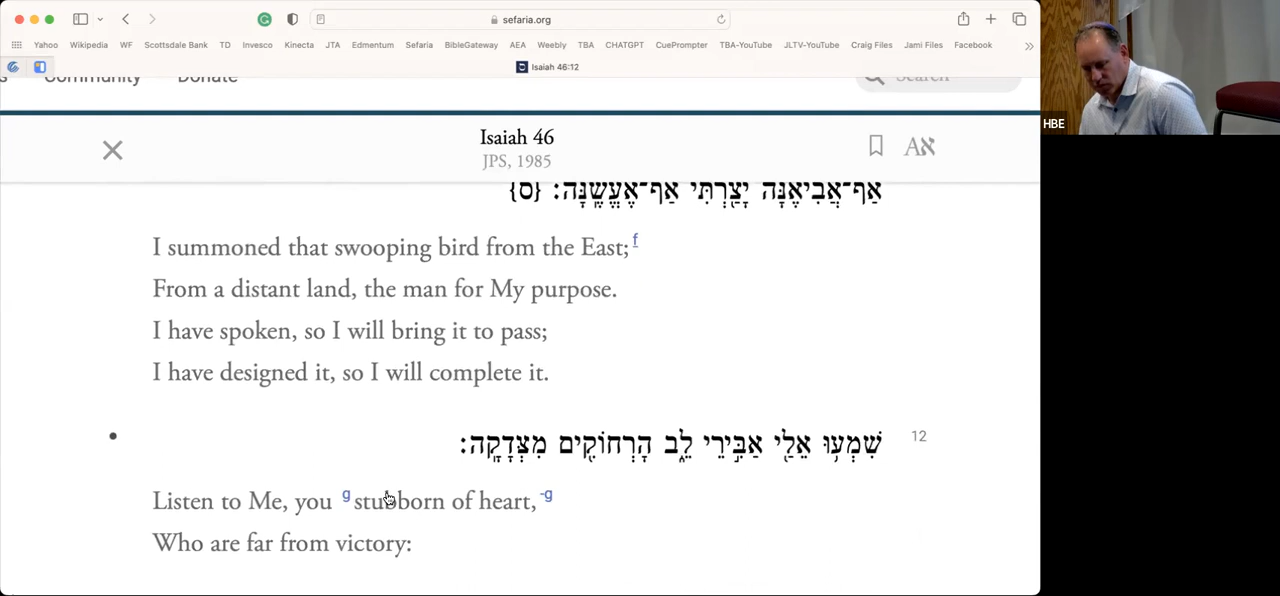 sefaria.org
Yahoo Wikipedia WF Scottsdale Bank TD Invesco Kinecta JTA Edmentum Sefaria BibleGateway AEA Weebly TBA CHATGPT CuePrompter TBA-YouTube JLTV-YouTube Craig Files Jami Files Facebook
Isaiah 46:12
s Community Donate Search
Isaiah 46
JPS, 1985
Aא
אַף־אֲבִיאֶ֔נָּה יָצַ֖רְתִּי אַף־אֶעֱשֶֽׂנָּה׃ {ס}
I summoned that swooping bird from the East;f
From a distant land, the man for My purpose.
I have spoken, so I will bring it to pass;
I have designed it, so I will complete it.
שִׁמְע֥וּ אֵלַ֖י אַבִּ֣ירֵי לֵ֑ב הָרְחוֹקִ֖ים מִצְּדָקָֽה׃ 12
Listen to Me, you g stubborn of heart,-g
Who are far from victory:
HBE